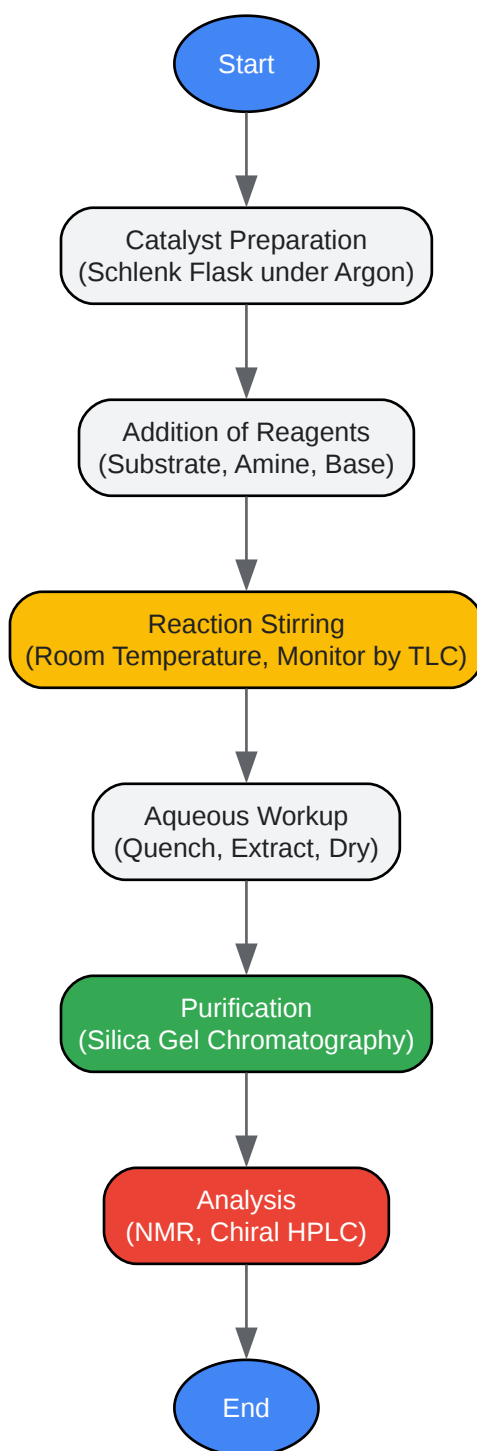 Start
Catalyst Preparation
(Schlenk Flask under Argon)
Addition of Reagents
(Substrate, Amine, Base)
Reaction Stirring
(Room Temperature, Monitor by TLC)
Aqueous Workup
(Quench, Extract, Dry)
Purification
(Silica Gel Chromatography)
Analysis
(NMR, Chiral HPLC)
End